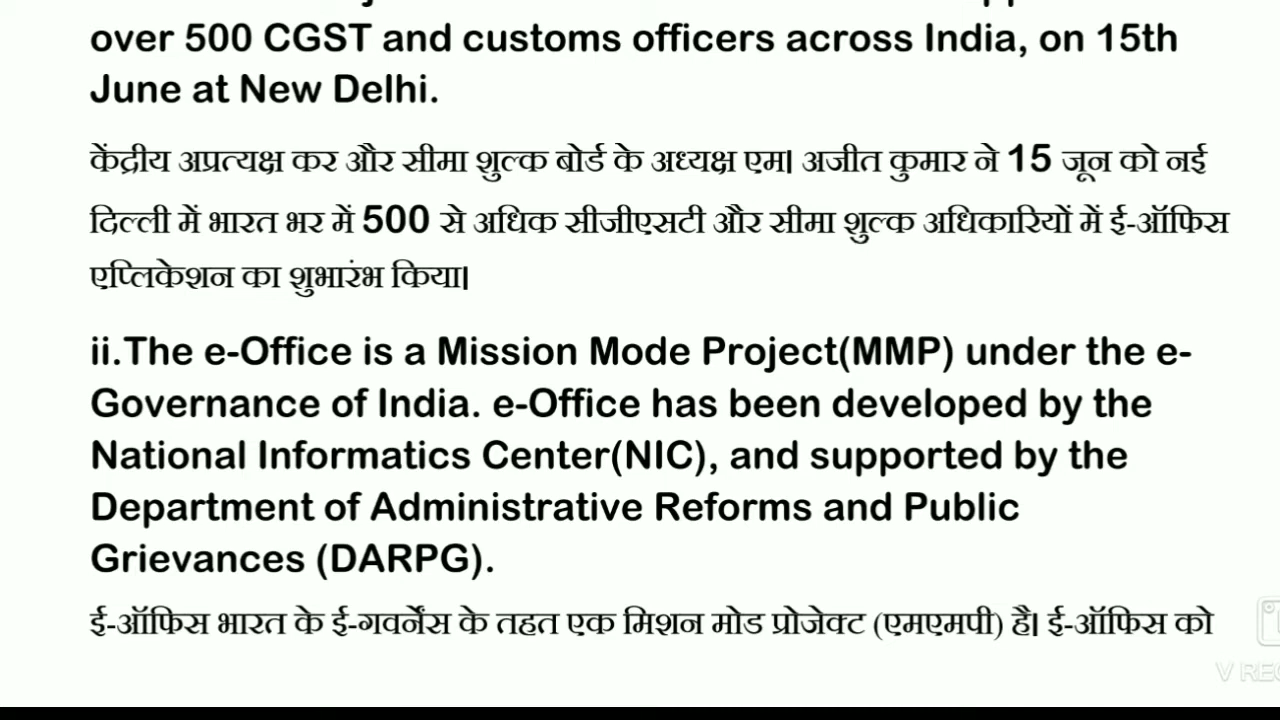 over 500 CGST and customs officers across India, on 15th
June at New Delhi.
केंद्रीय अप्रत्यक्ष कर और सीमा शुल्क बोर्ड के अध्यक्ष एम। अजीत कुमार ने 15 जून को नई
दिल्ली में भारत भर में 500 से अधिक सीजीएसटी और सीमा शुल्क अधिकारियों में ई-ऑफिस
एप्लिकेशन का शुभारंभ किया।
ii.The e-Office is a Mission Mode Project(MMP) under the e-
Governance of India. e-Office has been developed by the
National Informatics Center(NIC), and supported by the
Department of Administrative Reforms and Public
Grievances (DARPG).
ई-ऑफिस भारत के ई-गवर्नेंस के तहत एक मिशन मोड प्रोजेक्ट (एमएमपी) है। ई-ऑफिस को
V REC